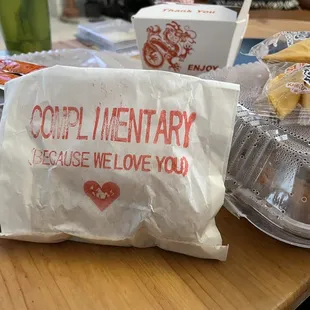 Thank You
ENJOY
COMPLIMENTARY
(BECAUSE WE LOVE YOU)